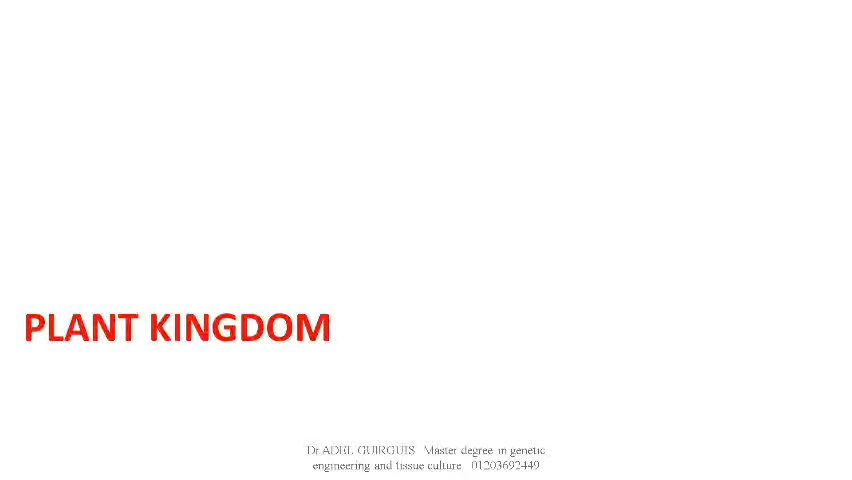 PLANT KINGDOM
Dr.ADEL GUIRGUIS Master degree in genetic
engineering and tissue culture 01203692449